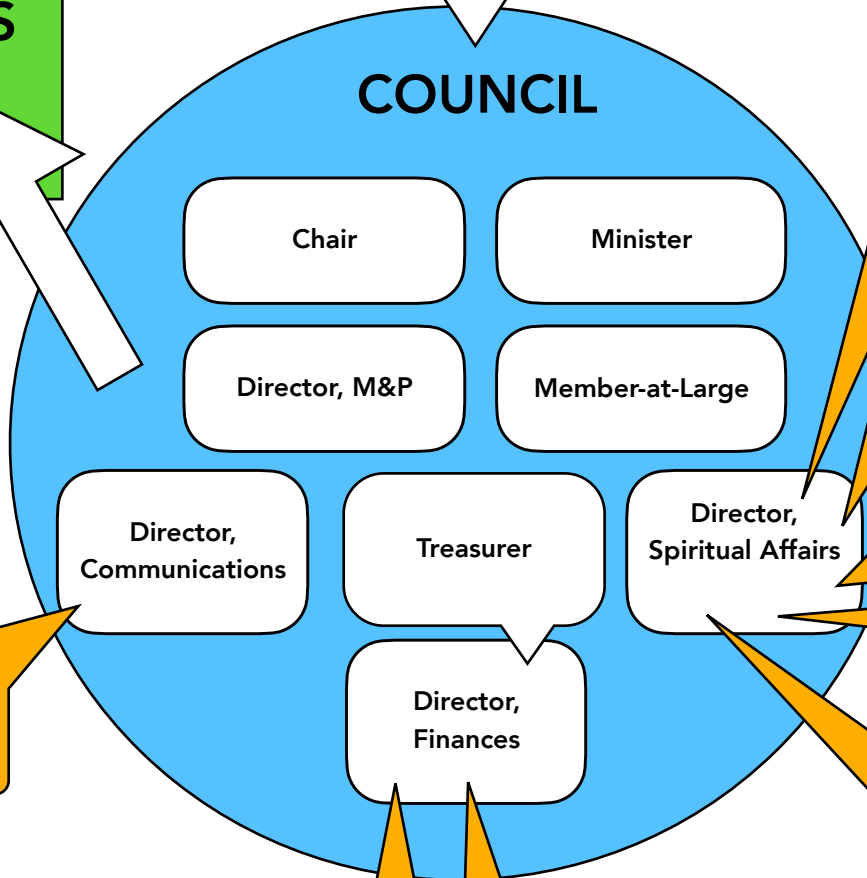 S
COUNCIL
Chair
Minister
Director, M&P
Member-at-Large
Director,
Communications
Treasurer
Director,
Spiritual Affairs
Director,
Finances